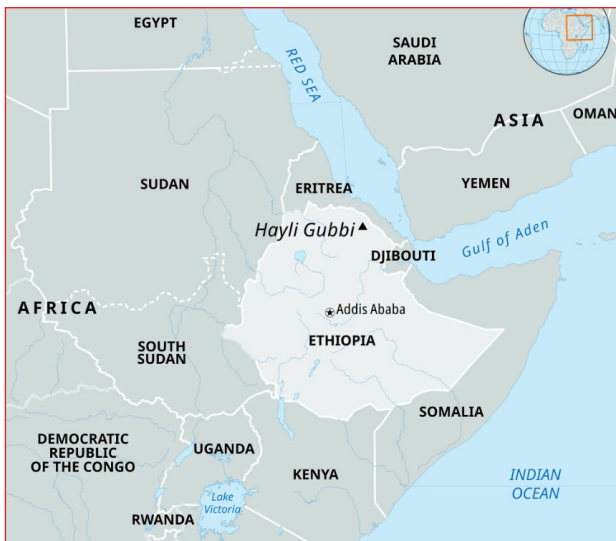 EGYPT
RED SEA
SAUDI
ARABIA
ASIA
OMAN
SUDAN
ERITREA
YEMEN
Hayli Gubbi
DJIBOUTI
Gulf of Aden
AFRICA
Addis Ababa
SOUTH
SUDAN
ETHIOPIA
SOMALIA
DEMOCRATIC
REPUBLIC
OF THE CONGO
UGANDA
KENYA
INDIAN
OCEAN
Lake
Victoria
RWANDA